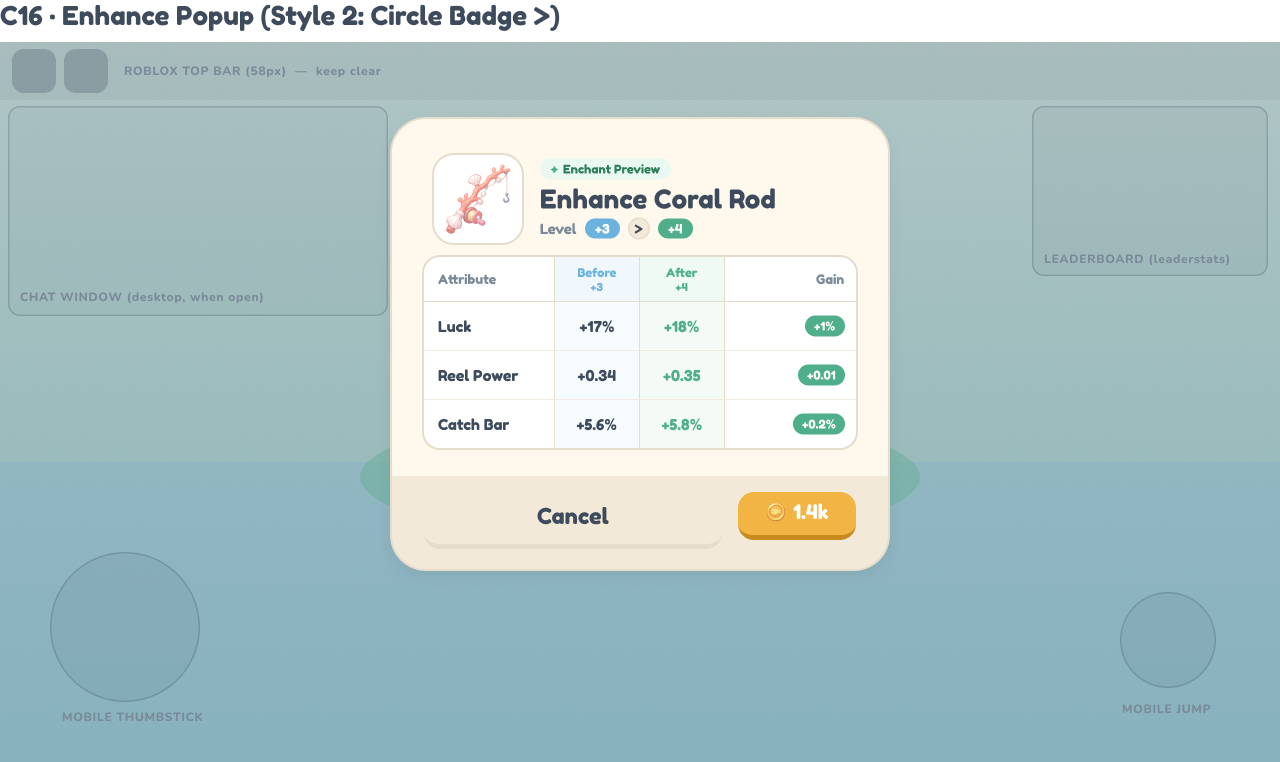 C16 · Enhance Popup (Style 2: Circle Badge >)
ROBLOX TOP BAR (58px) — keep clear
CHAT WINDOW (desktop, when open)
LEADERBOARD (leaderstats)
✦ Enchant Preview
Enhance Coral Rod
Level +3 > +4
Attribute Before +3 After +4 Gain
Luck +17% +18% +1%
Reel Power +0.34 +0.35 +0.01
Catch Bar +5.6% +5.8% +0.2%
Cancel 1.4k
MOBILE THUMBSTICK
MOBILE JUMP